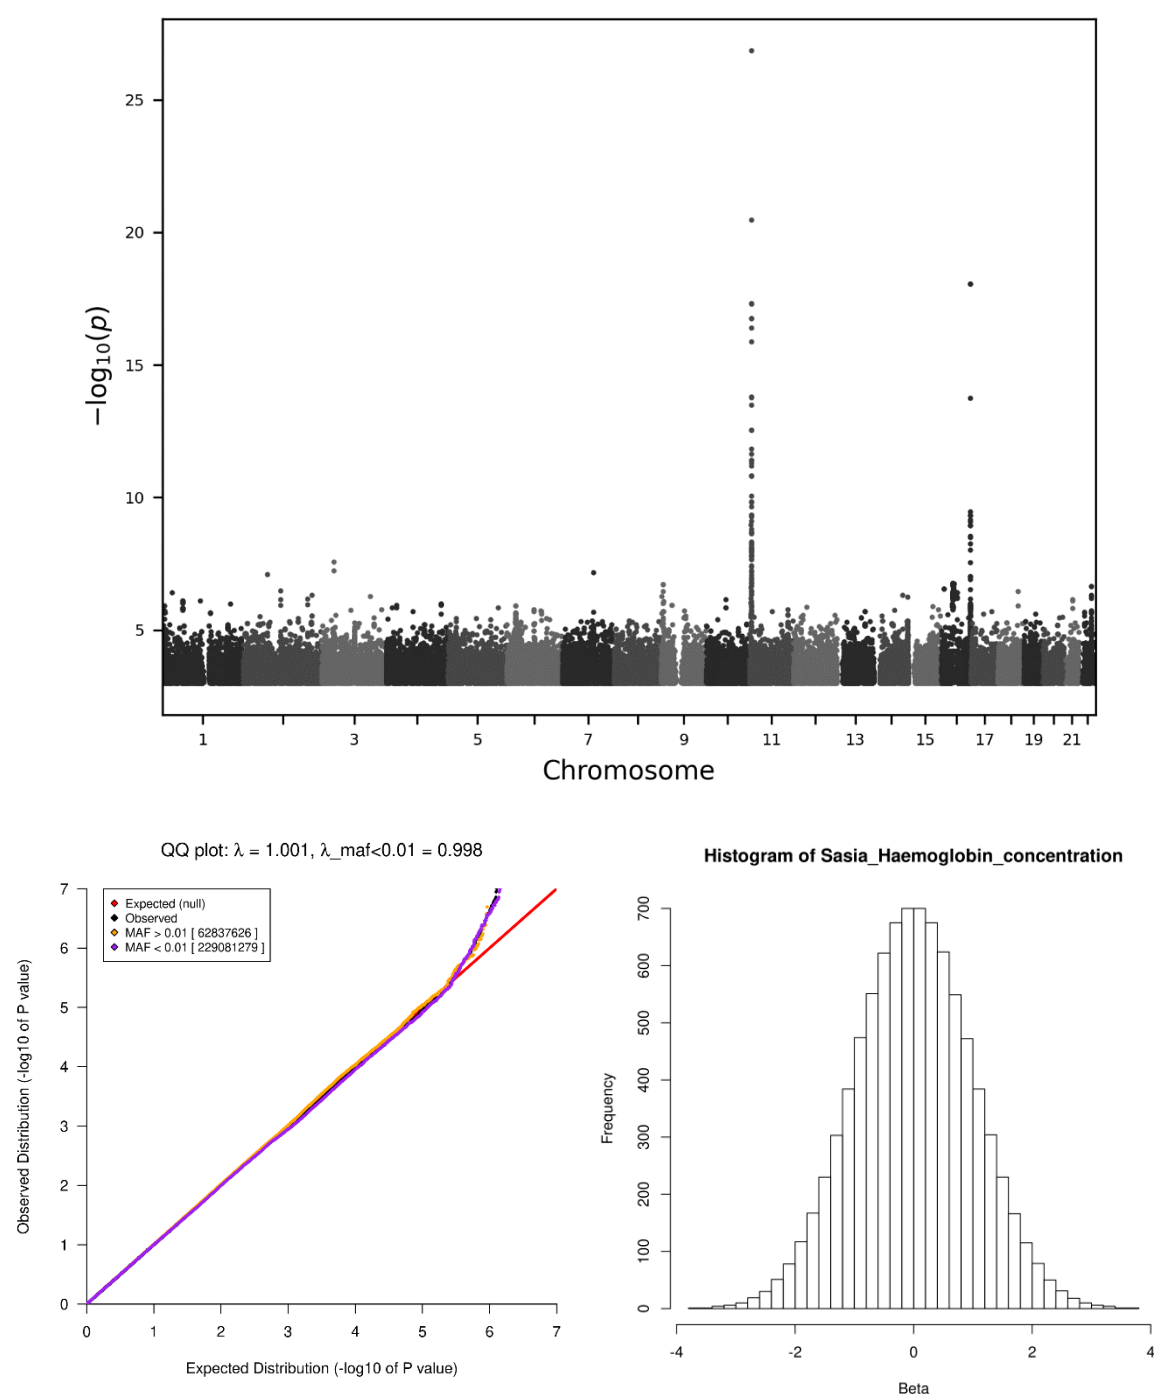 25
20
15
10
5
−log₁₀(p)
1 3 5 7 9 11 13 15 17 19 21
Chromosome
QQ plot: λ = 1.001, λ_maf<0.01 = 0.998
Expected (null)
Observed
MAF > 0.01 [ 62837626 ]
MAF < 0.01 [ 229081279 ]
7
6
5
4
3
2
1
0
Observed Distribution (-log10 of P value)
0 1 2 3 4 5 6 7
Expected Distribution (-log10 of P value)
Histogram of Sasia_Haemoglobin_concentration
700
600
500
400
300
200
100
0
Frequency
-4 -2 0 2 4
Beta